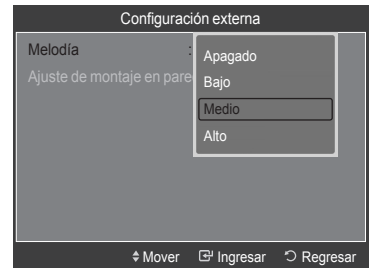 Configuración externa
Melodía :
Apagado
Ajuste de montaje en pare
Bajo
Medio
Alto
Mover Ingresar Regresar